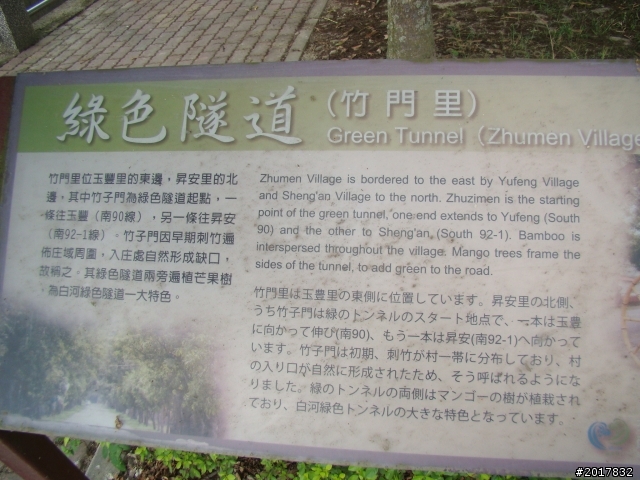 綠色隧道(竹門里)
Green Tunnel (Zhumen Village
竹門里位玉豐里的東邊,昇安里的北
邊,其中竹子門為綠色隧道起點,一
條往玉豐(南90線),另一條往昇安
(南92-1線)。竹子門因早期刺竹遍
佈庄域周圍,入庄處自然形成缺口,
故稱之。其綠色隧道兩旁遍植芒果樹
,為白河綠色隧道一大特色。
Zhumen Village is bordered to the east by Yufeng Village
and Sheng'an Village to the north. Zhuzimen is the starting
point of the green tunnel, one end extends to Yufeng (South
90) and the other to Sheng'an, (South 92-1). Bamboo is
interspersed throughout the village. Mango trees frame the
sides of the tunnel, to add green to the road.
竹門里は玉豊里の東側に位置しています。昇安里の北側、
うち竹子門は緑のトンネルのスタート地点で、一本は玉豊
に向かって伸び(南90)、もう一本は昇安(南92-1)へ向かって
います。竹子門は初期、刺竹が村一帯に分布しており、村
の入り口が自然に形成されたため、そう呼ばれるようにな
りました。緑のトンネルの両側はマンゴーの樹が植栽され
ており、白河緑色トンネルの大きな特色となっています。
#2017832